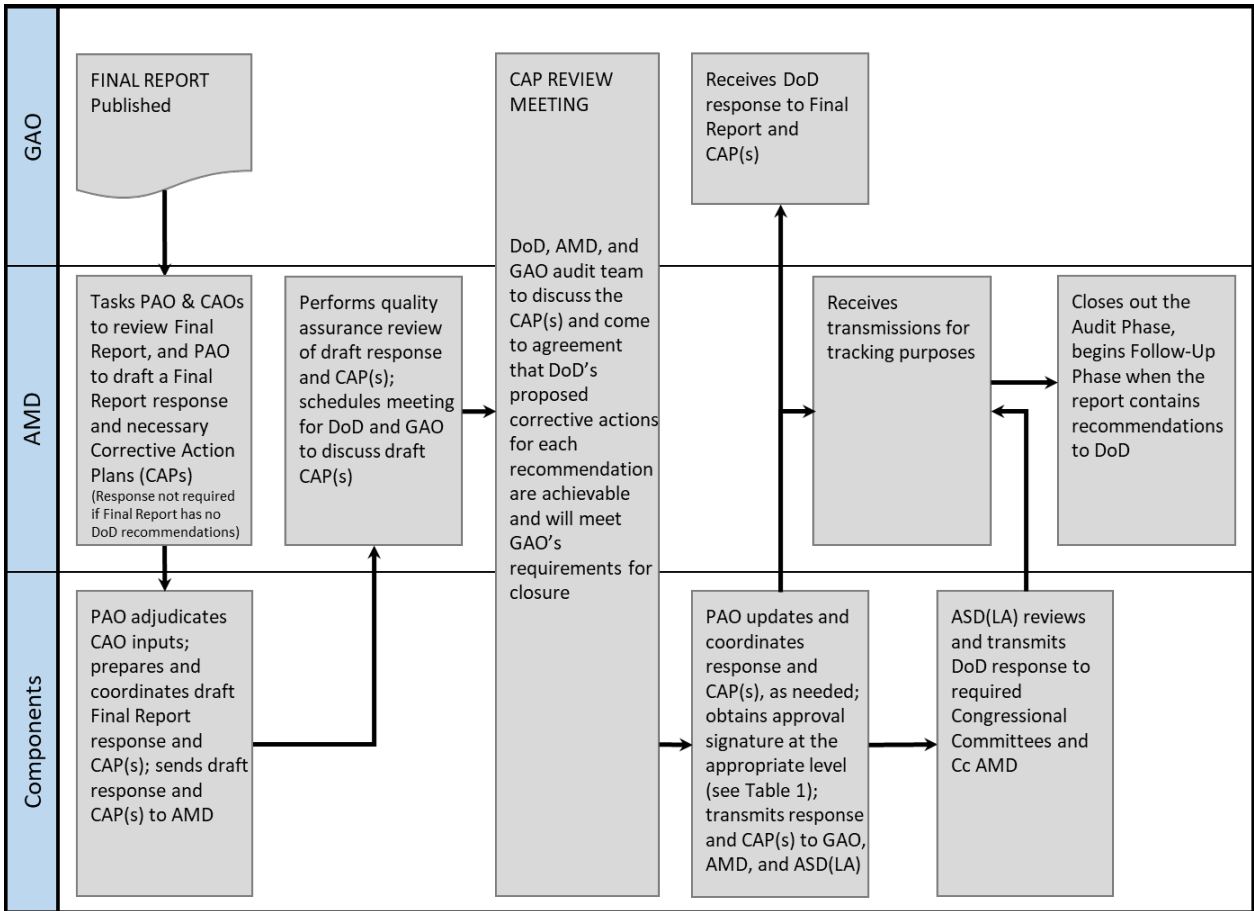 GAO
FINAL REPORT
Published
CAP REVIEW
MEETING
DoD, AMD, and
GAO audit team
to discuss the
CAP(s) and come
to agreement
that DoD's
proposed
corrective actions
for each
recommendation
are achievable
and will meet
GAO's
requirements for
closure
Receives DoD
response to Final
Report and
CAP(s)
AMD
Tasks PAO & CAOs
to review Final
Report, and PAO
to draft a Final
Report response
and necessary
Corrective Action
Plans (CAPs)
(Response not required
if Final Report has no
DoD recommendations)
Performs quality
assurance review
of draft response
and CAP(s);
schedules meeting
for DoD and GAO
to discuss draft
CAP(s)
Receives
transmissions for
tracking purposes
Closes out the
Audit Phase,
begins Follow-Up
Phase when the
report contains
recommendations
to DoD
Components
PAO adjudicates
CAO inputs;
prepares and
coordinates draft
Final Report
response and
CAP(s); sends draft
response and
CAP(s) to AMD
PAO updates and
coordinates
response and
CAP(s), as needed;
obtains approval
signature at the
appropriate level
(see Table 1);
transmits response
and CAP(s) to GAO,
AMD, and ASD(LA)
ASD(LA) reviews
and transmits
DoD response to
required
Congressional
Committees and
Cc AMD